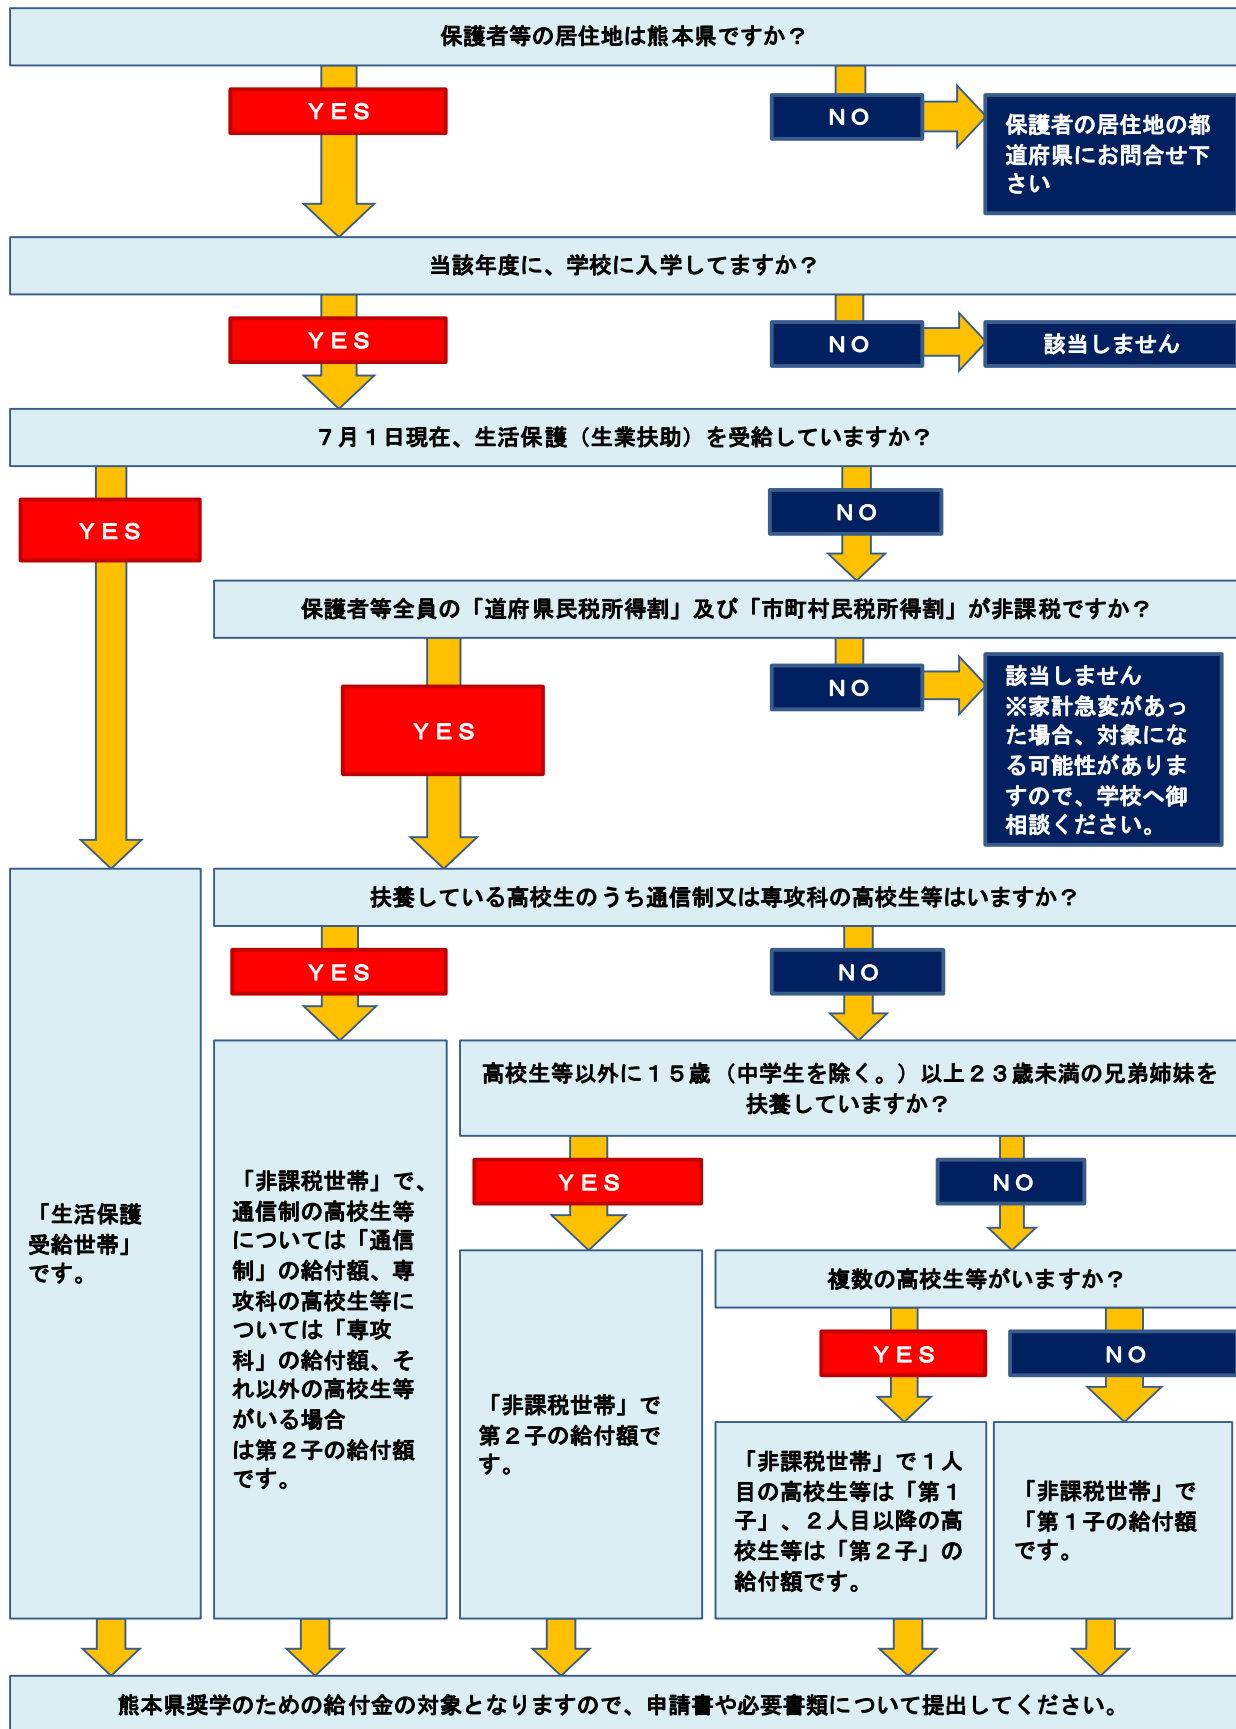 保護者等の居住地は熊本県ですか？
ＹＥＳ
ＮＯ
保護者の居住地の都
道府県にお問合せ下
さい
当該年度に、学校に入学してますか？
ＹＥＳ
ＮＯ
該当しません
７月１日現在、生活保護（生業扶助）を受給していますか？
ＹＥＳ
ＮＯ
保護者等全員の「道府県民税所得割」及び「市町村民税所得割」が非課税ですか？
ＹＥＳ
ＮＯ
該当しません
※家計急変があっ
た場合、対象にな
る可能性がありま
すので、学校へ御
相談ください。
扶養している高校生のうち通信制又は専攻科の高校生等はいますか？
ＹＥＳ
ＮＯ
高校生等以外に１５歳（中学生を除く。）以上２３歳未満の兄弟姉妹を
扶養していますか？
ＹＥＳ
ＮＯ
複数の高校生等がいますか？
ＹＥＳ
ＮＯ
「生活保護
受給世帯」
です。
「非課税世帯」で、
通信制の高校生等
については「通信
制」の給付額、専
攻科の高校生等に
ついては「専攻
科」の給付額、そ
れ以外の高校生等
がいる場合
は第２子の給付額
です。
「非課税世帯」で
第２子の給付額で
す。
「非課税世帯」で１人
目の高校生等は「第１
子」、２人目以降の高
校生等は「第２子」の
給付額です。
「非課税世帯」で
「第１子の給付額
です。
熊本県奨学のための給付金の対象となりますので、申請書や必要書類について提出してください。